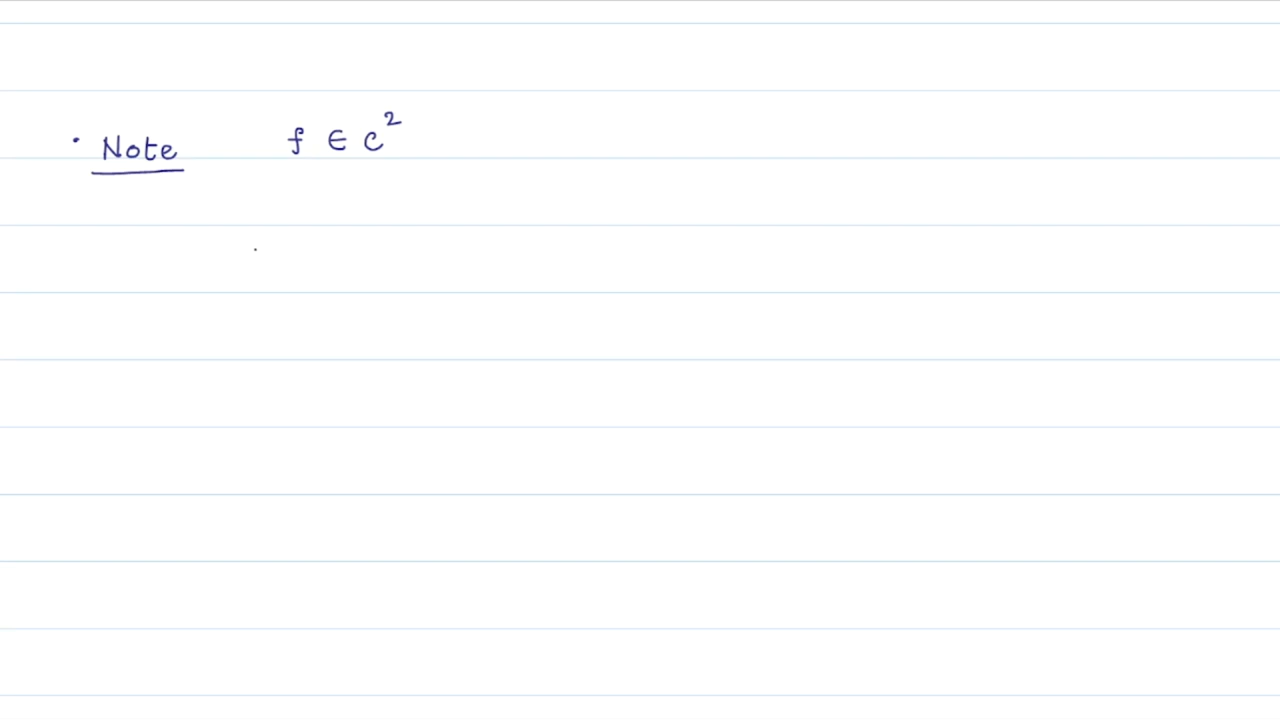 · Note f ∈ c²